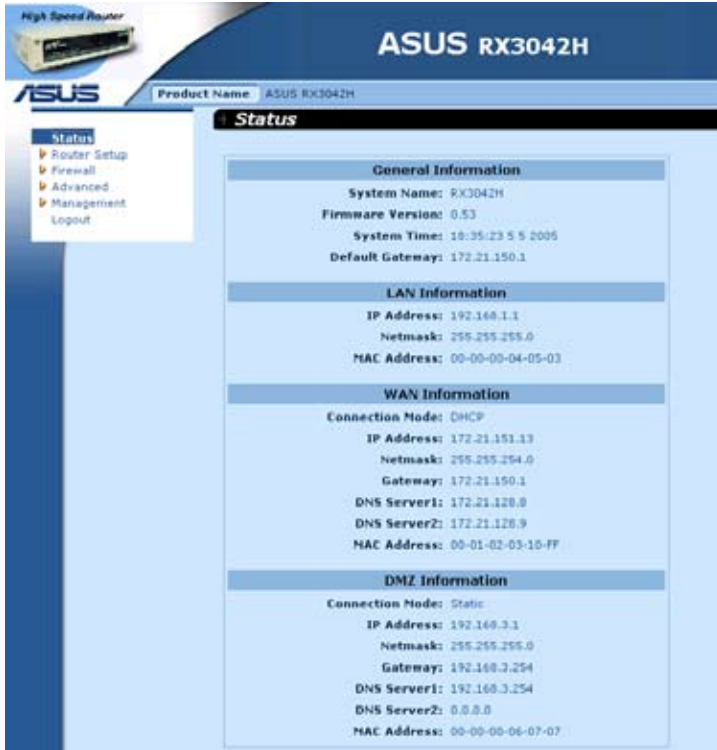 High Speed Router
ASUS RX3042H
ASUS
Product Name ASUS RX3042H
Status
Status
Router Setup
Firewall
Advanced
Management
Logout
General Information
System Name: RX3042H
Firmware Version: 0.53
System Time: 18:35:23 5 5 2005
Default Gateway: 172.21.150.1
LAN Information
IP Address: 192.168.1.1
Netmask: 255.255.255.0
MAC Address: 00-00-00-04-05-03
WAN Information
Connection Mode: DHCP
IP Address: 172.21.151.13
Netmask: 255.255.254.0
Gateway: 172.21.150.1
DNS Server1: 172.21.128.8
DNS Server2: 172.21.128.9
MAC Address: 00-01-02-03-10-FF
DMZ Information
Connection Mode: Static
IP Address: 192.168.3.1
Netmask: 255.255.255.0
Gateway: 192.168.3.254
DNS Server1: 192.168.3.254
DNS Server2: 0.0.0.0
MAC Address: 00-00-00-06-07-07